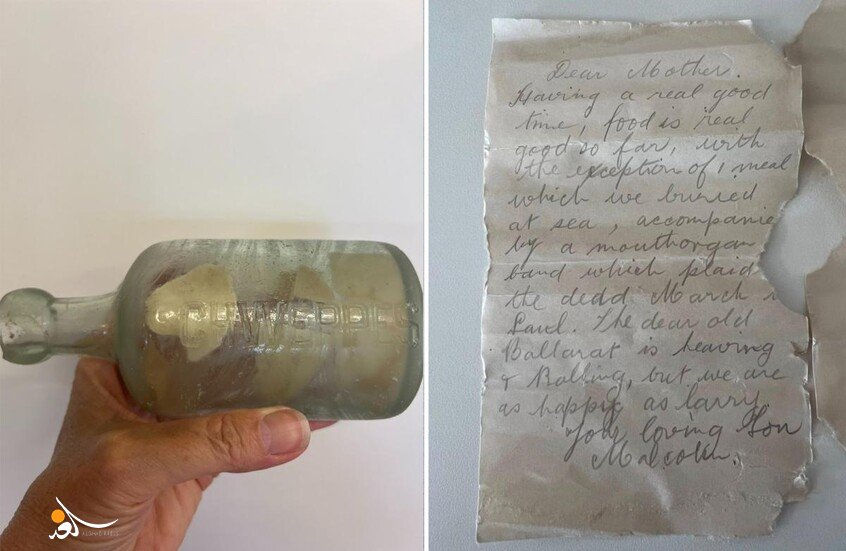 SCHWEPPES
Dear Mother.
Having a real good
time, food is real
good so far, with
the exception of 1 meal
which we buried
at sea, accompanie
by a mouthorgan
band which plaid
the dedd March
Saul. The dear old
Ballarat is heaving
& Balling, but we are
as happy as larry.
Your loving Son
Malcolm.